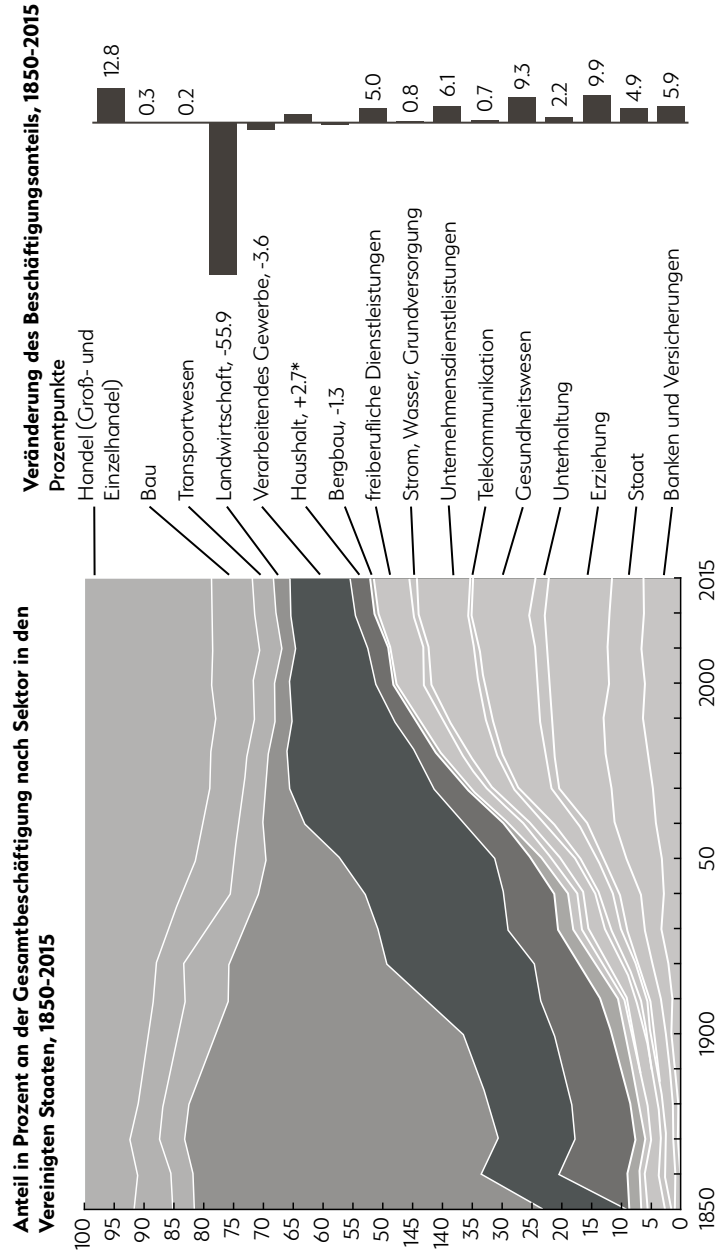 Anteil in Prozent an der Gesamtbeschäftigung nach Sektor in den
Vereinigten Staaten, 1850-2015
100
95
90
85
80
75
70
65
60
55
50
45
40
35
30
25
20
15
10
5
0
1850
1900
50
2000
2015
Veränderung des Beschäftigungsanteils, 1850-2015
Prozentpunkte
Handel (Groß- und
Einzelhandel)
12.8
Bau
0.3
Transportwesen
0.2
Landwirtschaft, -55.9
Verarbeitendes Gewerbe, -3.6
Haushalt, +2.7*
Bergbau, -1.3
freiberufliche Dienstleistungen
5.0
Strom, Wasser, Grundversorgung
0.8
Unternehmensdienstleistungen
6.1
Telekommunikation
0.7
Gesundheitswesen
9.3
Unterhaltung
2.2
Erziehung
9.9
Staat
4.9
Banken und Versicherungen
5.9